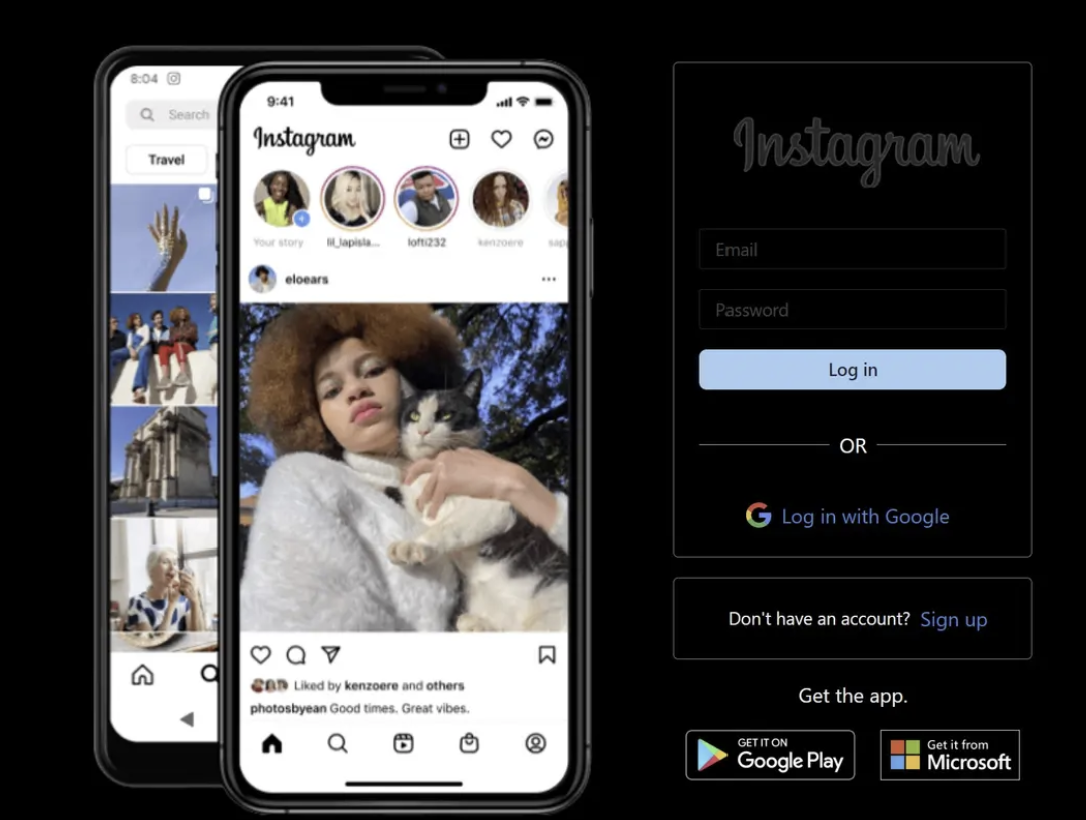 8:04
Search
Travel
9:41
Instagram
Your story
lil_lapisla...
lofti232
kenzoere
eloears
Liked by kenzoere and others
photosbyean Good times. Great vibes.
Instagram
Email
Password
Log in
OR
Log in with Google
Don't have an account? Sign up
Get the app.
GET IT ON
Google Play
Get it from
Microsoft